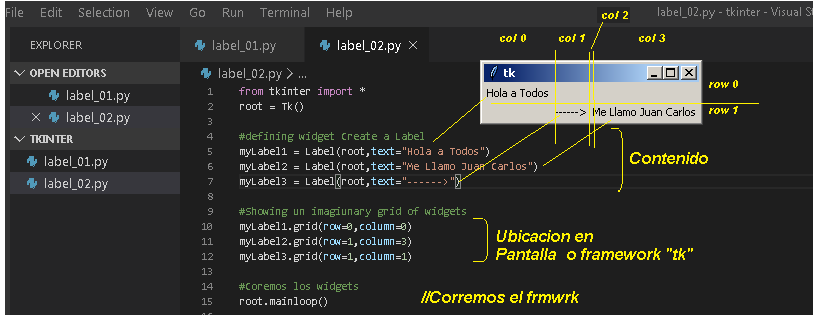 File Edit Selection View Go Run Terminal Help label_02.py - tkinter - Visual S
EXPLORER
OPEN EDITORS
label_01.py
label_02.py
TKINTER
label_01.py
label_02.py
label_01.py label_02.py
label_02.py > ...
1 from tkinter import *
2 root = Tk()
3
4 #defining widget Create a Label
5 myLabel1 = Label(root,text="Hola a Todos")
6 myLabel2 = Label(root,text="Me Llamo Juan Carlos")
7 myLabel3 = Label(root,text="------>")
8
9 #Showing un imagiunary grid of widgets
10 myLabel1.grid(row=0,column=0)
11 myLabel2.grid(row=1,column=3)
12 myLabel3.grid(row=1,column=1)
13
14 #Coremos los widgets
15 root.mainloop()
col 0 col 1 col 2 col 3
tk
Hola a Todos
------> Me Llamo Juan Carlos
row 0
row 1
Contenido
Ubicacion en
Pantalla o framework "tk"
//Corremos el frmwrk